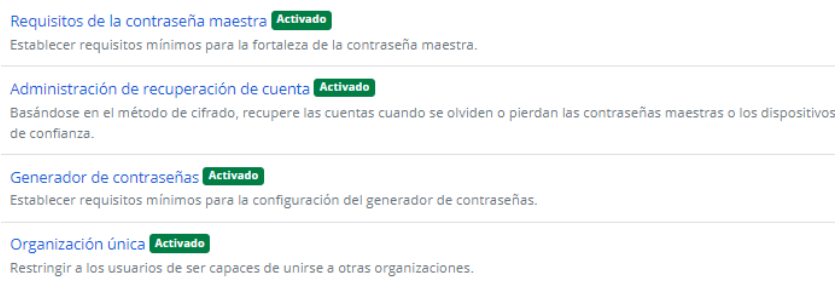 Requisitos de la contraseña maestra Activado
Establecer requisitos mínimos para la fortaleza de la contraseña maestra.
Administración de recuperación de cuenta Activado
Basándose en el método de cifrado, recupere las cuentas cuando se olviden o pierdan las contraseñas maestras o los dispositivos
de confianza.
Generador de contraseñas Activado
Establecer requisitos mínimos para la configuración del generador de contraseñas.
Organización única Activado
Restringir a los usuarios de ser capaces de unirse a otras organizaciones.